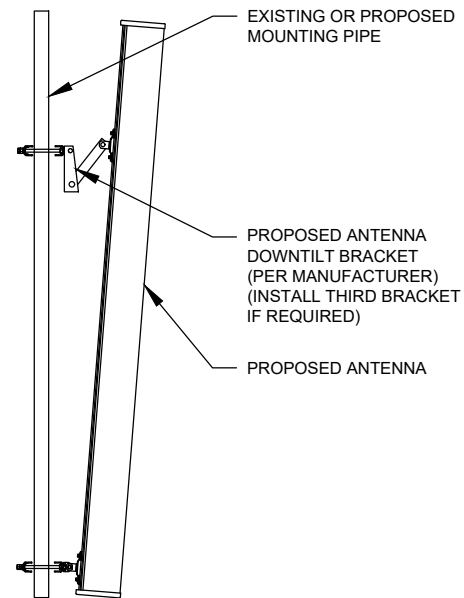 EXISTING OR PROPOSED
MOUNTING PIPE
PROPOSED ANTENNA
DOWNTILT BRACKET
(PER MANUFACTURER)
(INSTALL THIRD BRACKET
IF REQUIRED)
PROPOSED ANTENNA